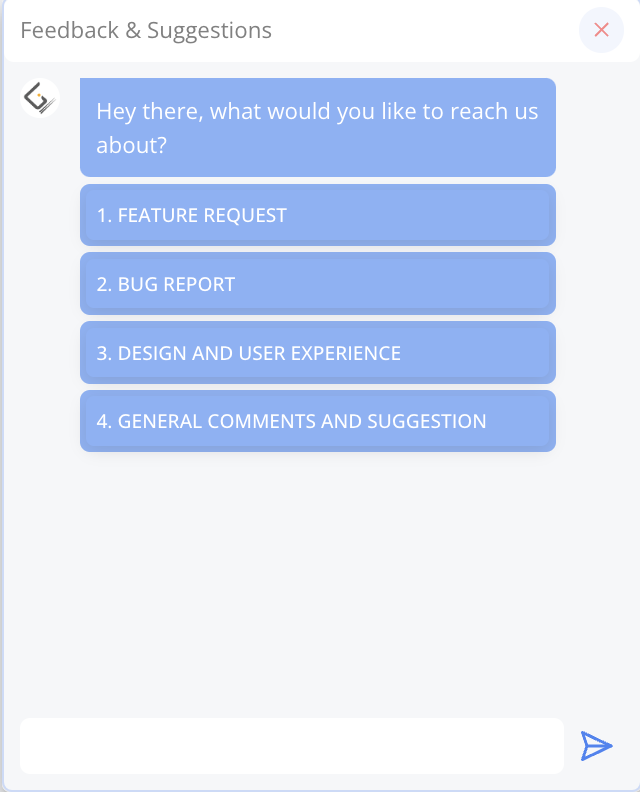 Feedback & Suggestions
Hey there, what would you like to reach us
about?
1. FEATURE REQUEST
2. BUG REPORT
3. DESIGN AND USER EXPERIENCE
4. GENERAL COMMENTS AND SUGGESTION